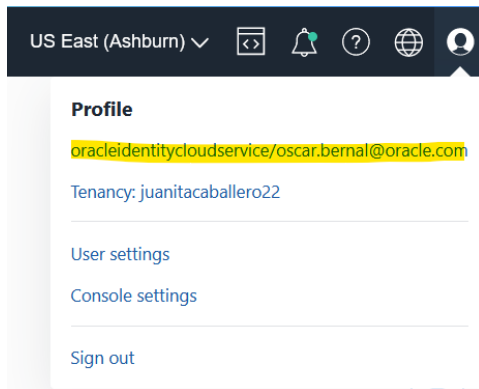 US East (Ashburn)
Profile
oracleidentitycloudservice/oscar.bernal@oracle.com
Tenancy: juanitacaballero22
User settings
Console settings
Sign out